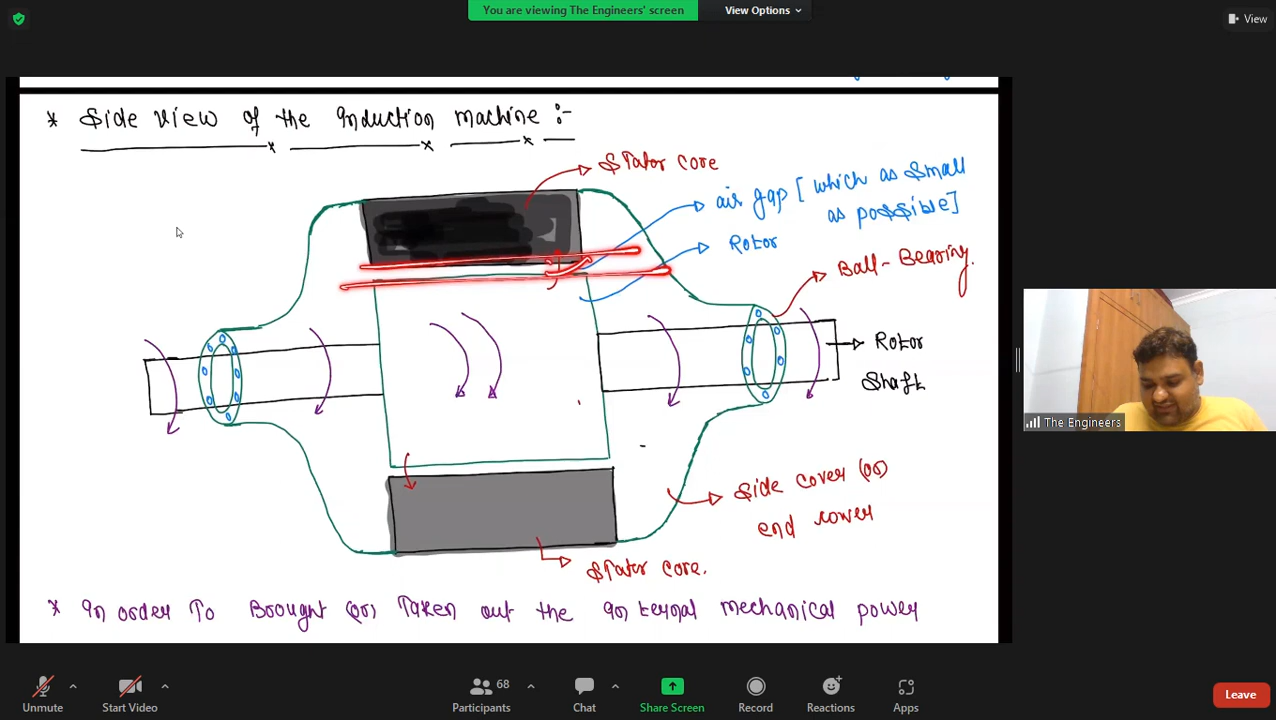 You are viewing The Engineers' screen
View Options
View
* Side View of the Induction machine :-
Stator core
air gap [which as small
as possible]
Rotor
Ball-Bearing.
Rotor
Shaft
Side cover (or)
end cover
Stator core.
* In order To Brought (or) Taken out the Internal mechanical power
The Engineers
Unmute
Start Video
68
Participants
Chat
Share Screen
Record
Reactions
Apps
Leave